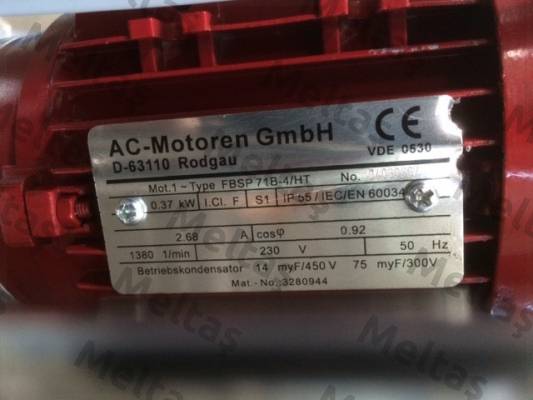 AC-Motoren GmbH
CE
D-63110 Rodgau
VDE 0530
Mot.1 ~ Type FBSP 71B-4/HT No.
0.37 kW I.Cl. F S1 IP 55 / IEC/EN 60034
2.68 A cosφ 0.92
1380 1/min 230 V 50 Hz
Betriebskondensator 14 myF/450 V 75 myF/300V
Mat.-No.:3280944
Meltaş